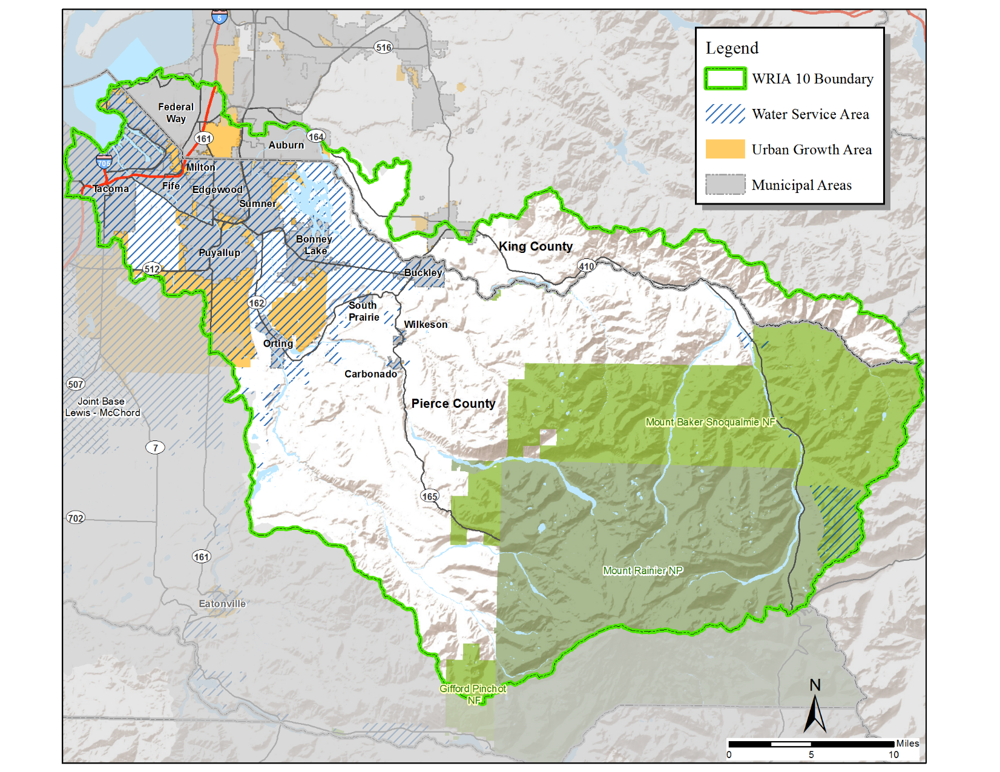 5
516
Legend
WRIA 10 Boundary
Water Service Area
Urban Growth Area
Municipal Areas
Federal
Way
161
164
Auburn
705
Milton
Tacoma
Fife
Edgewood
Sumner
Bonney
Lake
Puyallup
King County
512
Buckley
410
162
South
Prairie
Wilkeson
Orting
Carbonado
507
Joint Base
Lewis - McChord
Pierce County
Mount Baker Snoqualmie NF
7
165
702
161
Mount Rainier NP
Eatonville
Gifford Pinchot
NF
N
Miles
0 5 10